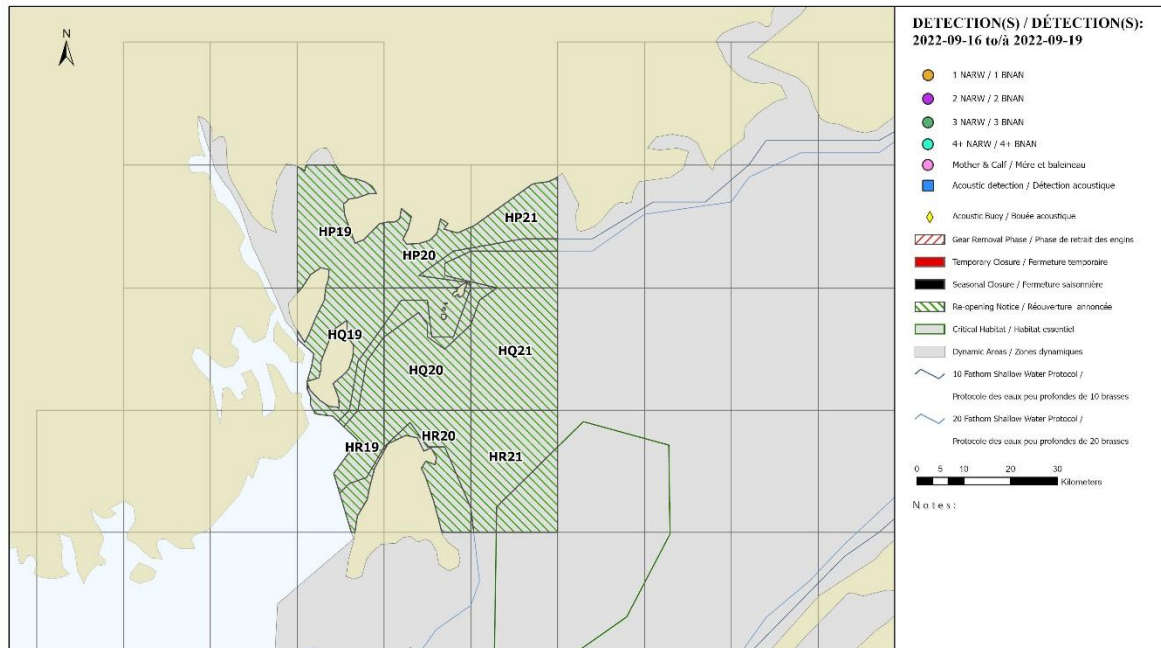 N
HP21
HP19
HP20
HQ19
HQ21
HQ20
HR20
HR19
HR21
DETECTION(S) / DÉTECTION(S):
2022-09-16 to/à 2022-09-19
1 NARW / 1 BNAN
2 NARW / 2 BNAN
3 NARW / 3 BNAN
4+ NARW / 4+ BNAN
Mother & Calf / Mère et baleineau
Acoustic detection / Détection acoustique
Acoustic Buoy / Bouée acoustique
Gear Removal Phase / Phase de retrait des engins
Temporary Closure / Fermeture temporaire
Seasonal Closure / Fermeture saisonnière
Re-opening Notice / Réouverture annoncée
Critical Habitat / Habitat essentiel
Dynamic Areas / Zones dynamiques
10 Fathom Shallow Water Protocol /
Protocole des eaux peu profondes de 10 brasses
20 Fathom Shallow Water Protocol /
Protocole des eaux peu profondes de 20 brasses
0 5 10 20 30
Kilometers
Notes: